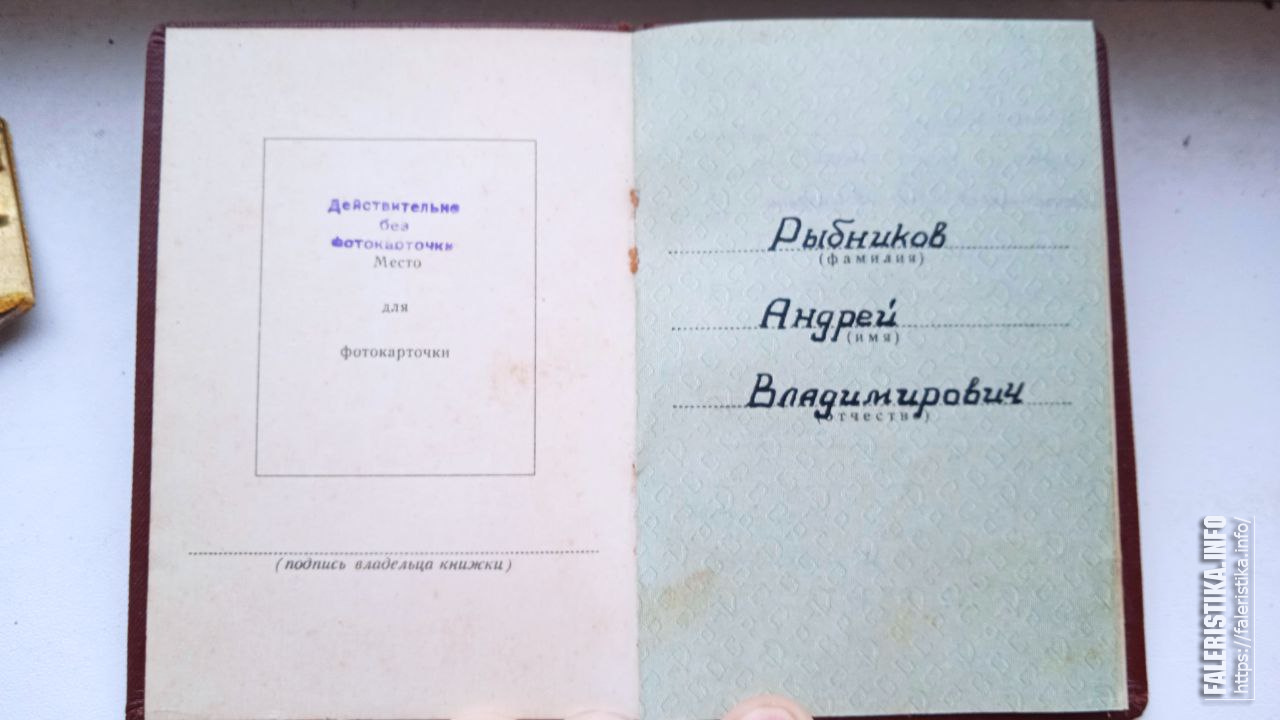 Действительно
без
фотокарточки
Место
для
фотокарточки
(подпись владельца книжки)
Рыбников
(фамилия)
Андрей
(имя)
Владимирович
(отчество)
FALERISTIKA.INFO
https://faleristika.info/